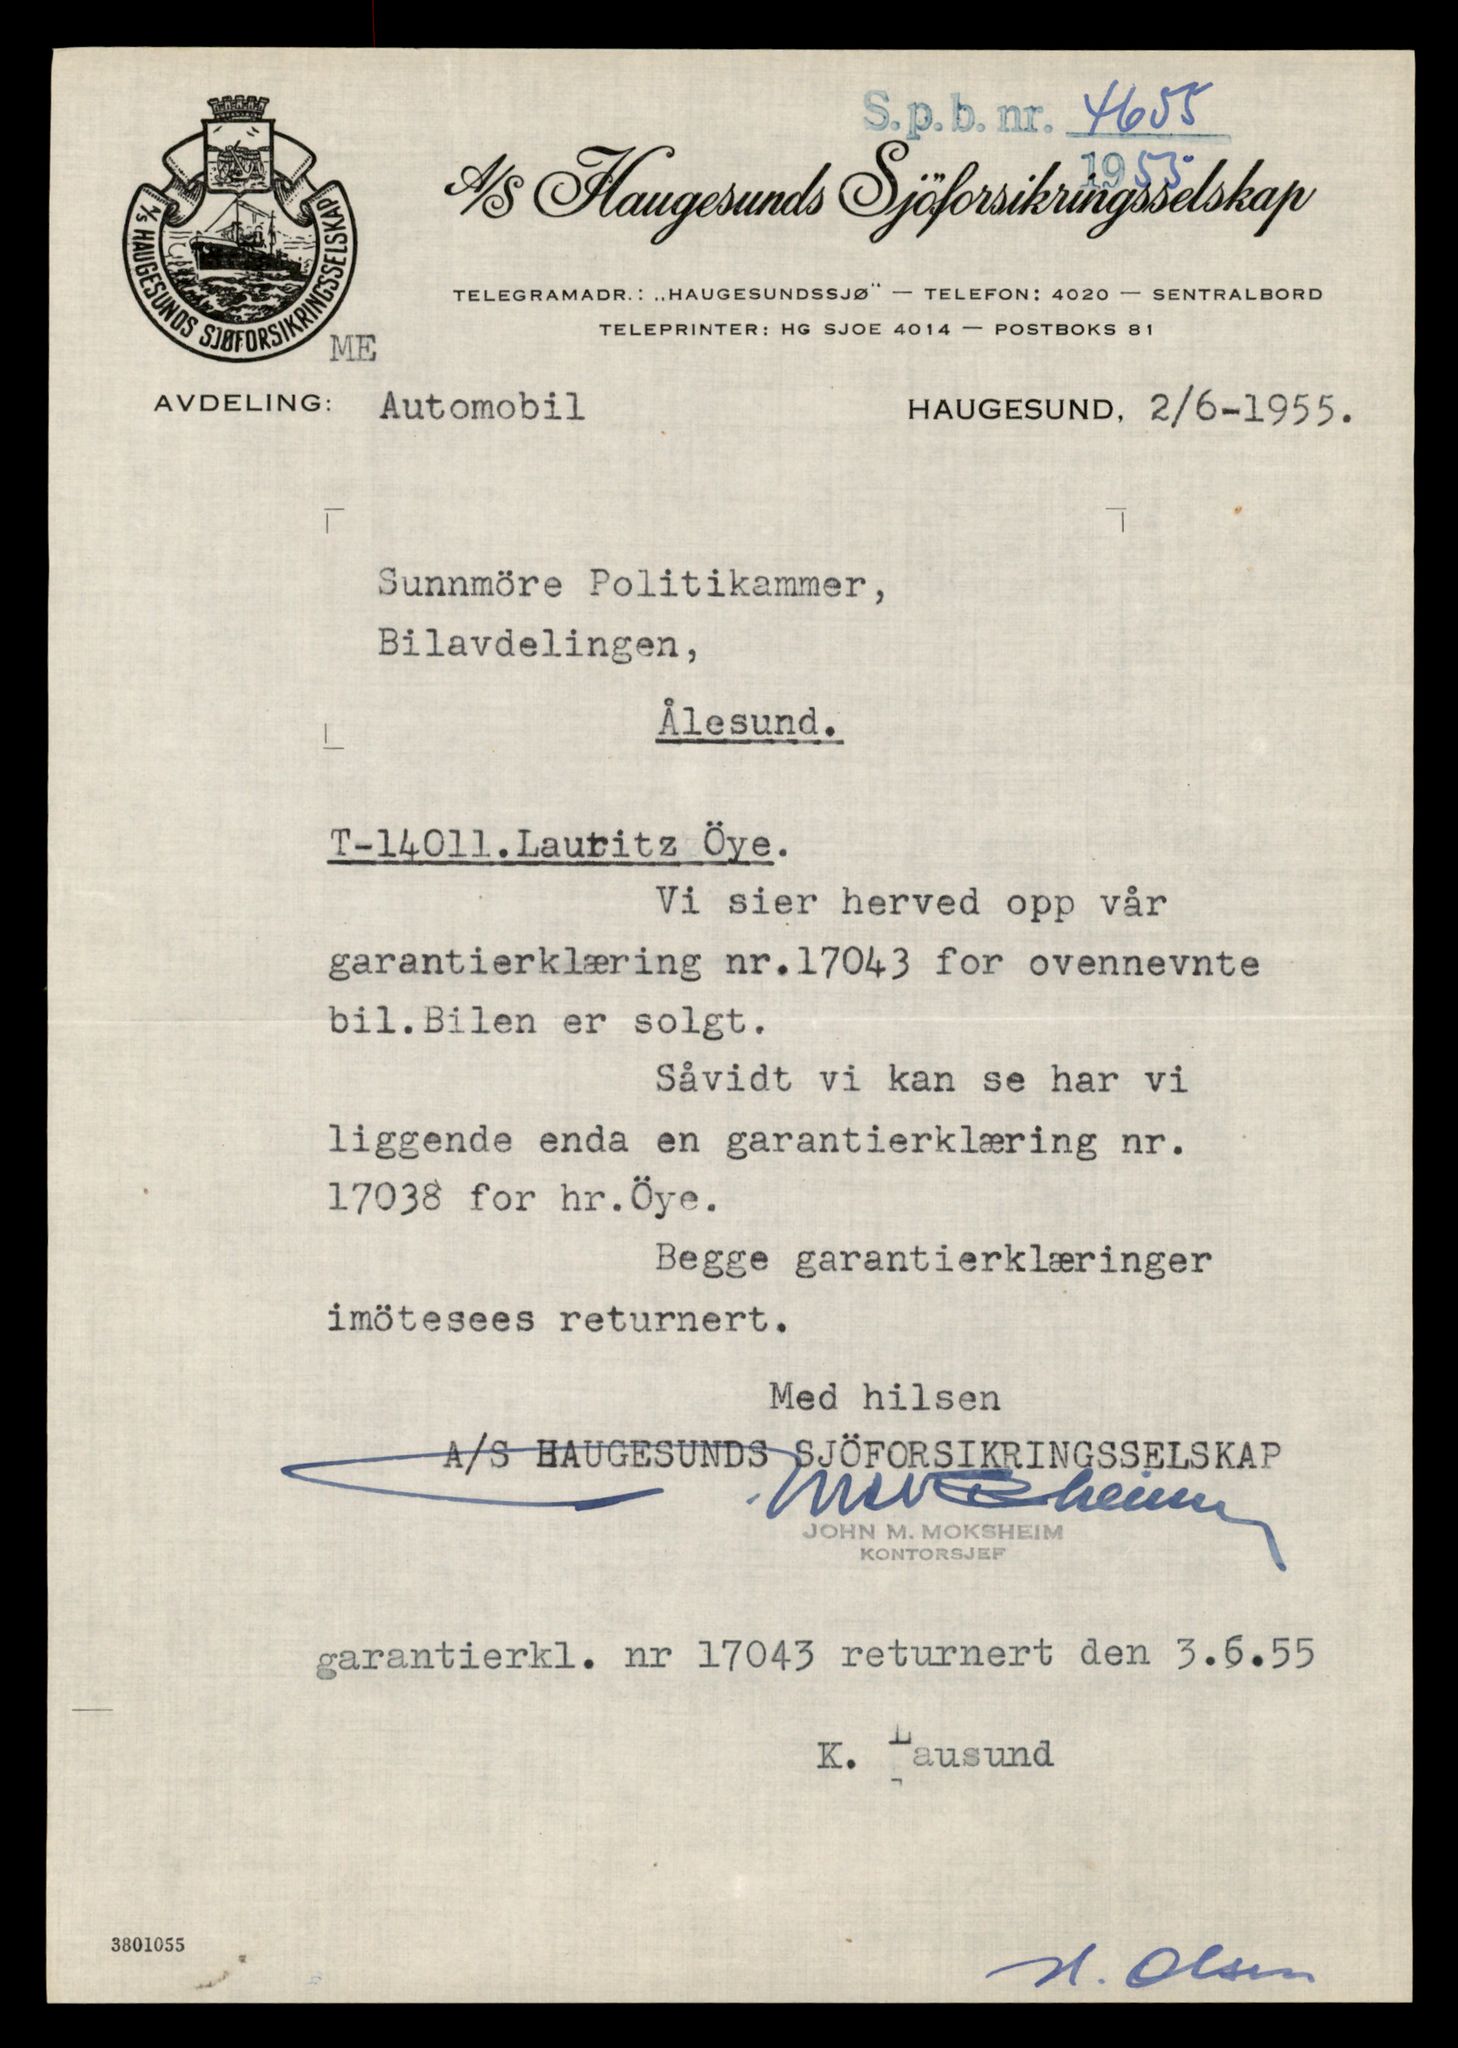 S.p.b. nr. 4655
1955
A/S Haugesunds Sjöforsikringsselskap
A/S HAUGESUNDS SJØFORSIKRINGSSELSKAP
TELEGRAMADR.: „HAUGESUNDSSJØ" — TELEFON: 4020 — SENTRALBORD
TELEPRINTER: HG SJOE 4014 — POSTBOKS 81
ME
AVDELING: Automobil
HAUGESUND, 2/6-1955.
Sunnmöre Politikammer,
Bilavdelingen,
Ålesund.
T-14011.Lauritz Öye.
Vi sier herved opp vår
garantierklæring nr.17043 for ovennevnte
bil.Bilen er solgt.
Såvidt vi kan se har vi
liggende enda en garantierklæring nr.
17038 for hr.Öye.
Begge garantierklæringer
imötesees returnert.
Med hilsen
A/S HAUGESUNDS SJÖFORSIKRINGSSELSKAP
JOHN M. MOKSHEIM
KONTORSJEF
garantierkl. nr 17043 returnert den 3.6.55
K. Lausund
3801055
H. Olsen